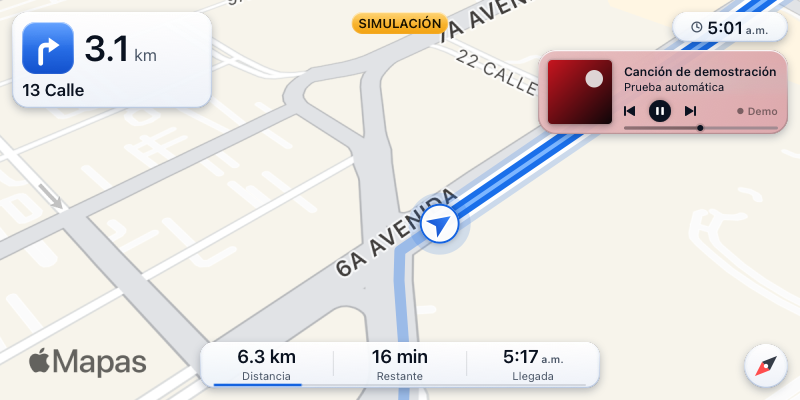 3.1 km
13 Calle
SIMULACIÓN
7A AVEN
22 CALLE
5:01 a.m.
Canción de demostración
Prueba automática
Demo
6A AVENIDA
Mapas
6.3 km
Distancia
16 min
Restante
5:17 a.m.
Llegada